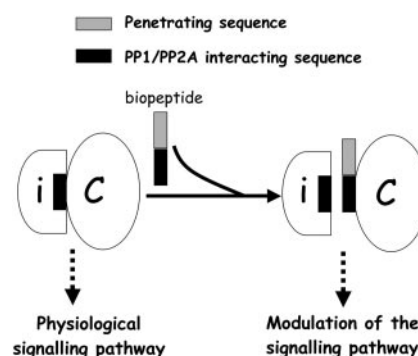 Penetrating sequence
PP1/PP2A interacting sequence
biopeptide
i C
i C
Physiological
signalling pathway
Modulation of the
signalling pathway